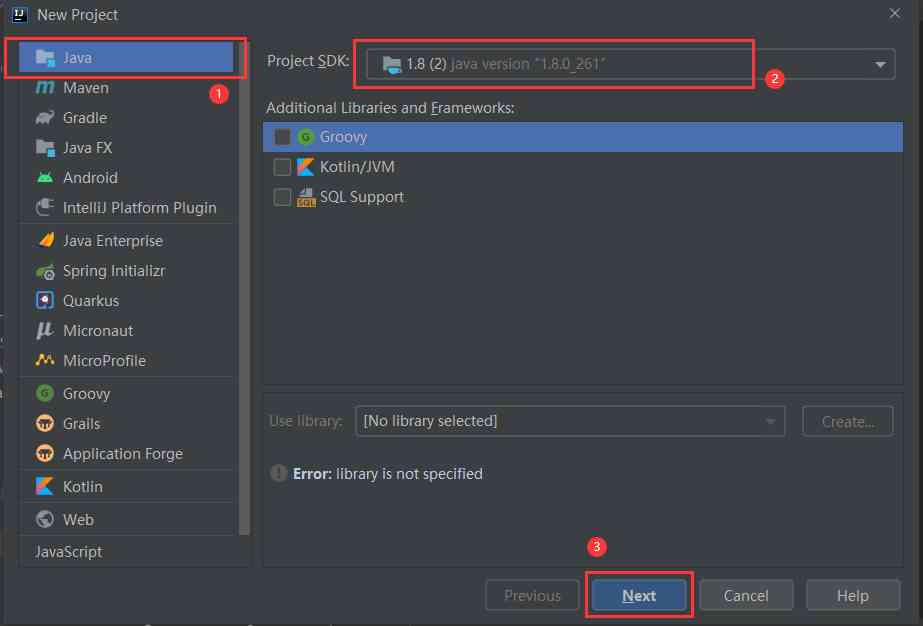 New Project
Java
1
Maven
Gradle
Java FX
Android
IntelliJ Platform Plugin
Java Enterprise
Spring Initializr
Quarkus
Micronaut
MicroProfile
Groovy
Grails
Application Forge
Kotlin
Web
JavaScript
Project SDK: 1.8 (2) java version "1.8.0_261"
2
Additional Libraries and Frameworks:
Groovy
Kotlin/JVM
SQL Support
Use library: [No library selected] Create...
Error: library is not specified
3
Previous Next Cancel Help